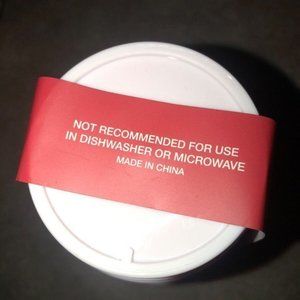 NOT RECOMMENDED FOR USE
IN DISHWASHER OR MICROWAVE
MADE IN CHINA